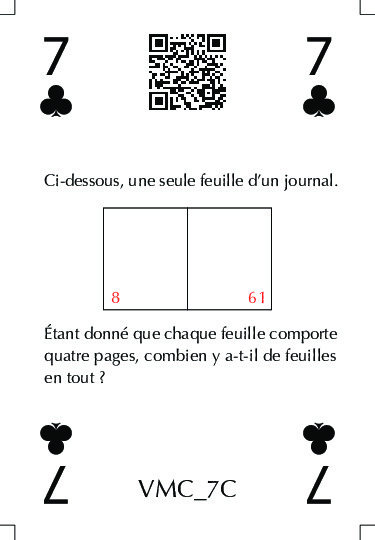 7 7
Ci-dessous, une seule feuille d’un journal.
8 61
Étant donné que chaque feuille comporte
quatre pages, combien y a-t-il de feuilles
en tout ?
7 VMC_7C 7